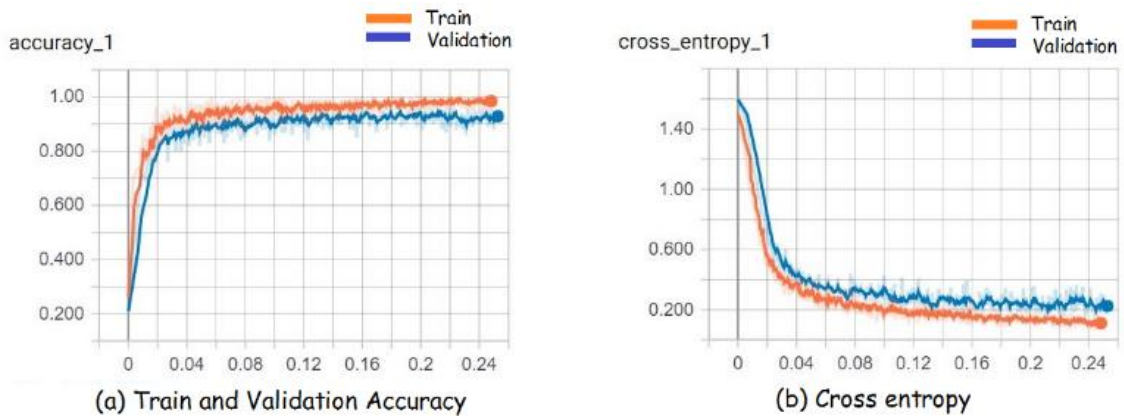 accuracy_1
Train
Validation
1.00
0.800
0.600
0.400
0.200
0 0.04 0.08 0.12 0.16 0.2 0.24
(a) Train and Validation Accuracy
cross_entropy_1
Train
Validation
1.40
1.00
0.600
0.200
0 0.04 0.08 0.12 0.16 0.2 0.24
(b) Cross entropy